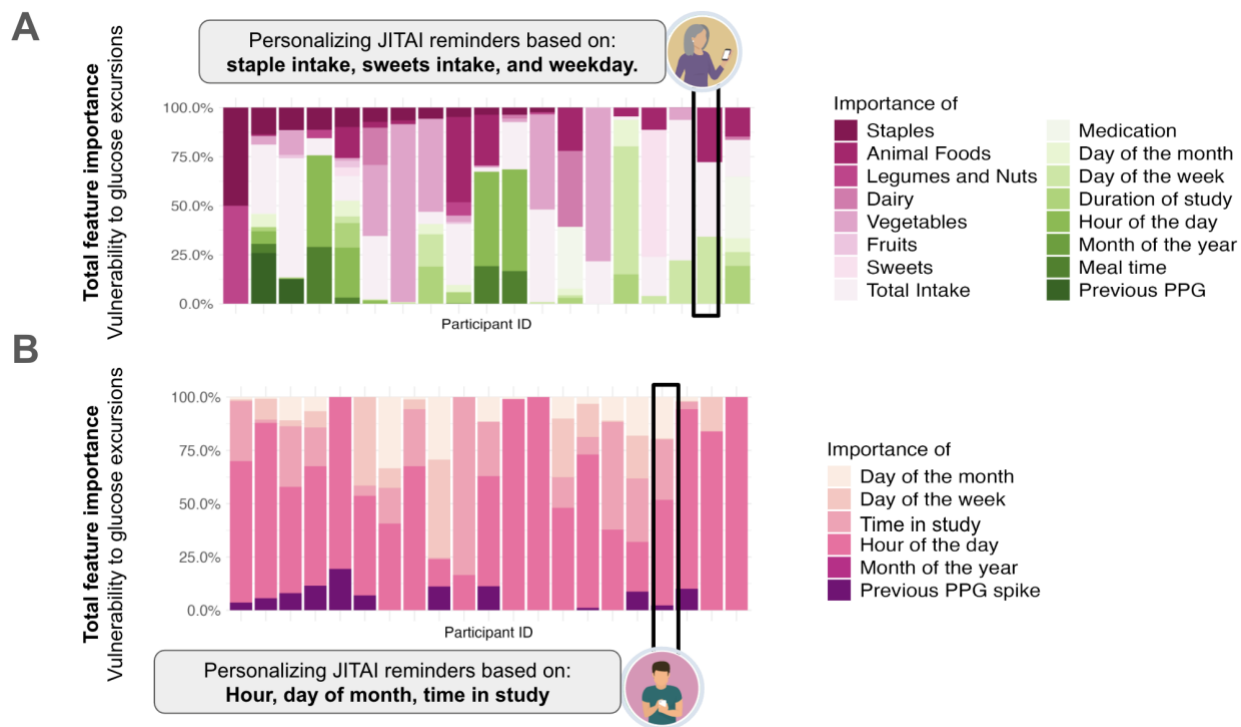 A
Personalizing JITAI reminders based on:
staple intake, sweets intake, and weekday.
Total feature importance
Vulnerability to glucose excursions
100.0%
75.0%
50.0%
25.0%
0.0%
Participant ID
Importance of
Staples
Animal Foods
Legumes and Nuts
Dairy
Vegetables
Fruits
Sweets
Total Intake
Medication
Day of the month
Day of the week
Duration of study
Hour of the day
Month of the year
Meal time
Previous PPG
B
Total feature importance
Vulnerability to glucose excursions
100.0%
75.0%
50.0%
25.0%
0.0%
Participant ID
Importance of
Day of the month
Day of the week
Time in study
Hour of the day
Month of the year
Previous PPG spike
Personalizing JITAI reminders based on:
Hour, day of month, time in study